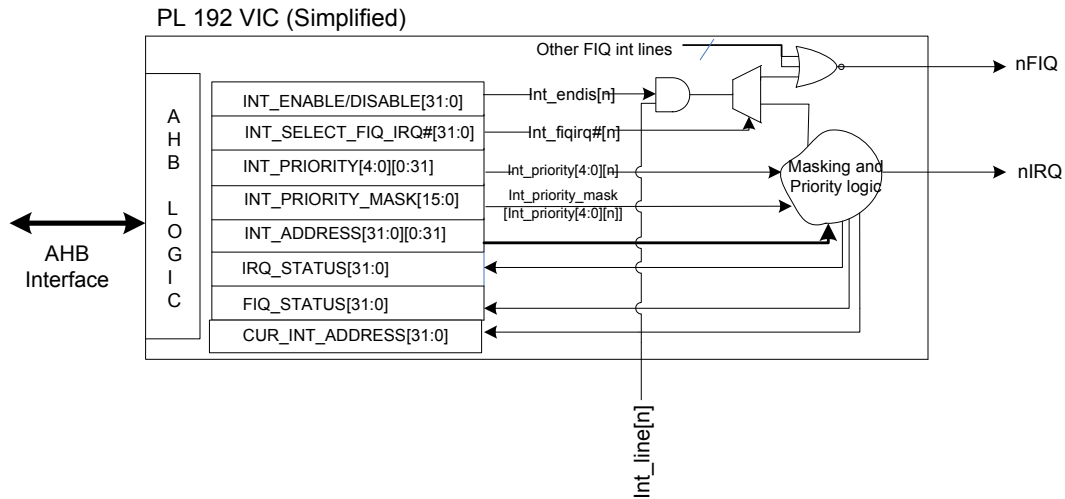 PL 192 VIC (Simplified)
Other FIQ int lines
nFIQ
A
H
B
L
O
G
I
C
INT_ENABLE/DISABLE[31:0]
Int_endis[n]
INT_SELECT_FIQ_IRQ#[31:0]
Int_fiqirq#[n]
INT_PRIORITY[4:0][0:31]
Int_priority[4:0][n]
Masking and
Priority logic
nIRQ
INT_PRIORITY_MASK[15:0]
Int_priority_mask
[Int_priority[4:0][n]]
INT_ADDRESS[31:0][0:31]
IRQ_STATUS[31:0]
FIQ_STATUS[31:0]
CUR_INT_ADDRESS[31:0]
AHB
Interface
Int_line[n]